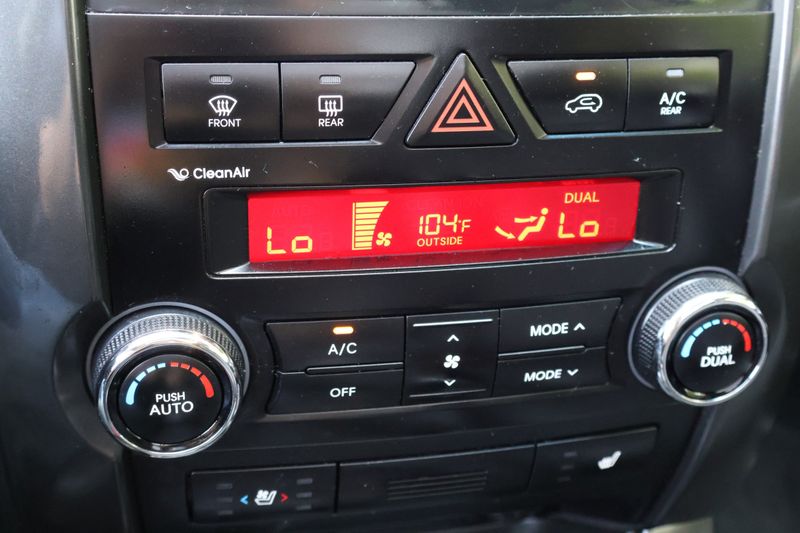 FRONT
REAR
A/C
REAR
CleanAir
DUAL
Lo
104°F
OUTSIDE
Lo
A/C
MODE
OFF
MODE
PUSH
AUTO
PUSH
DUAL